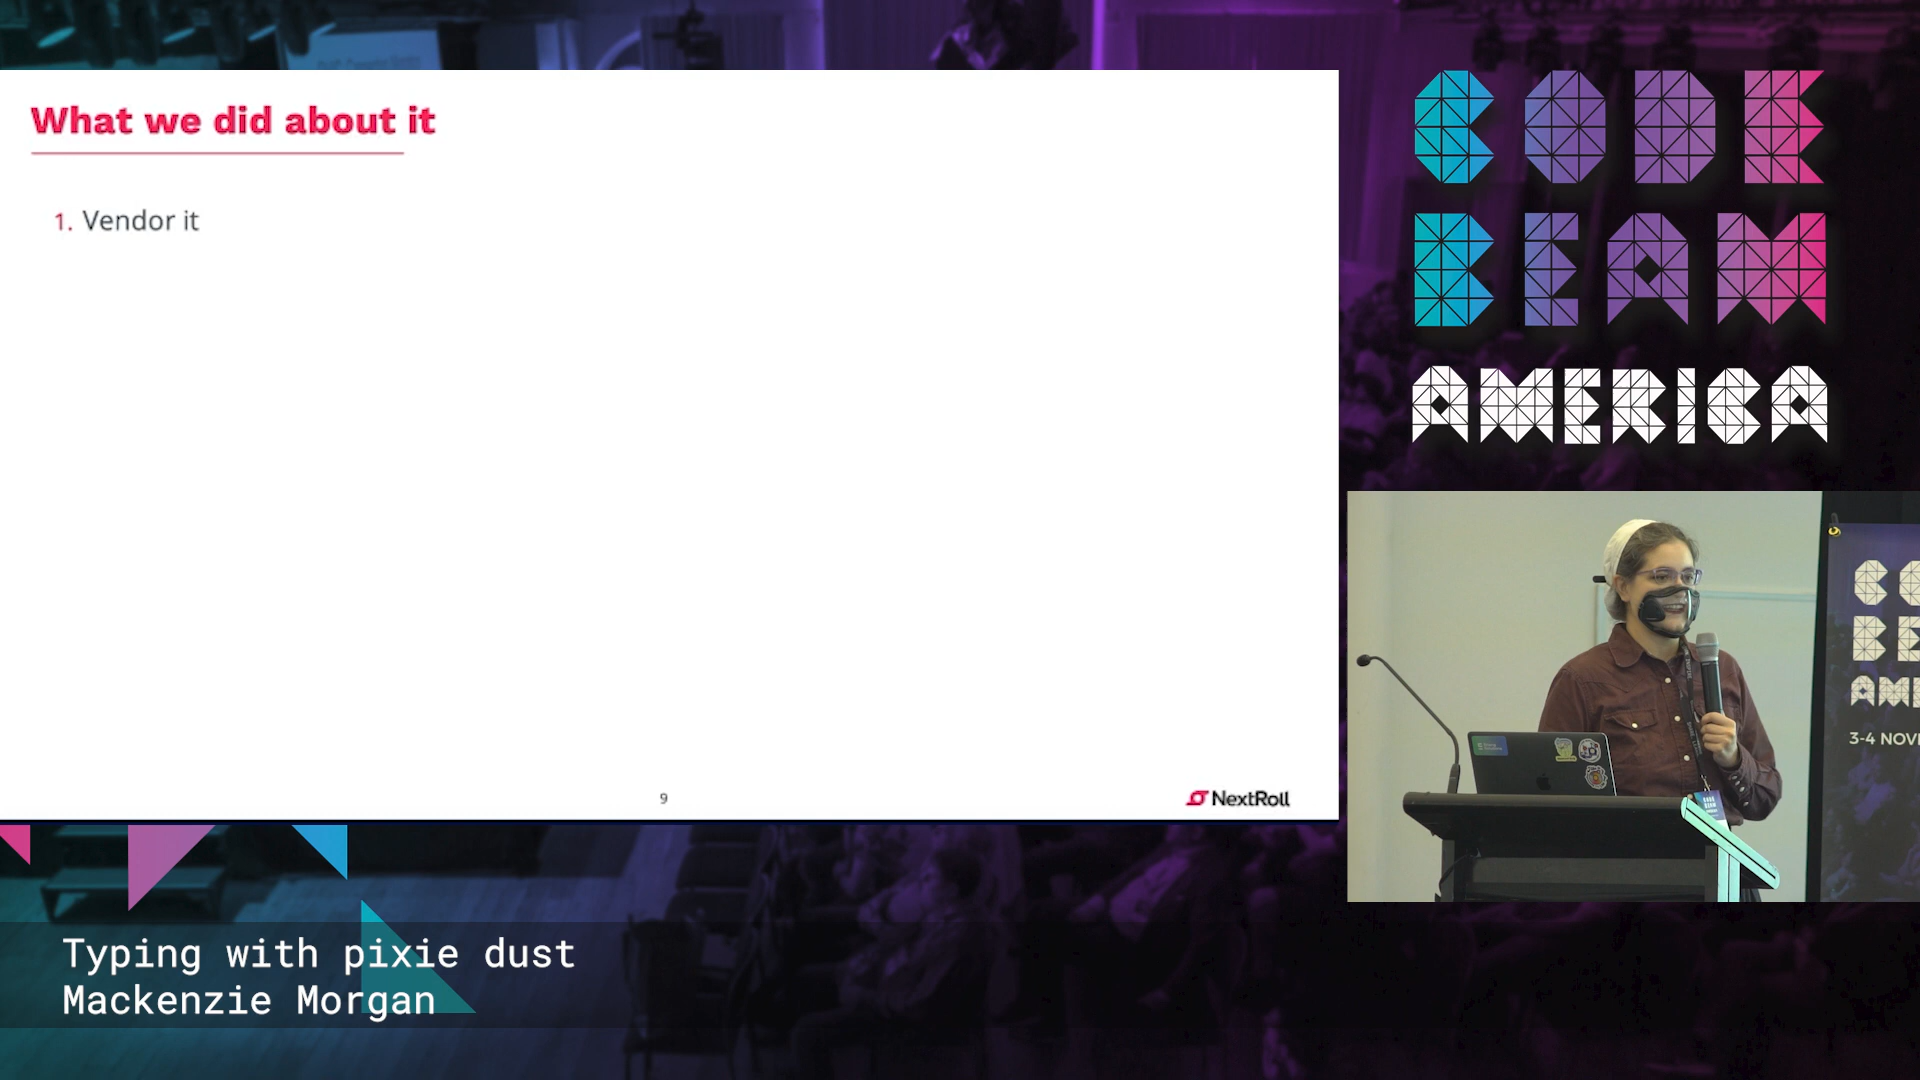 What we did about it
1. Vendor it
9
NextRoll
CODE
BEAM
AMERICA
3-4 NOV
Typing with pixie dust
Mackenzie Morgan